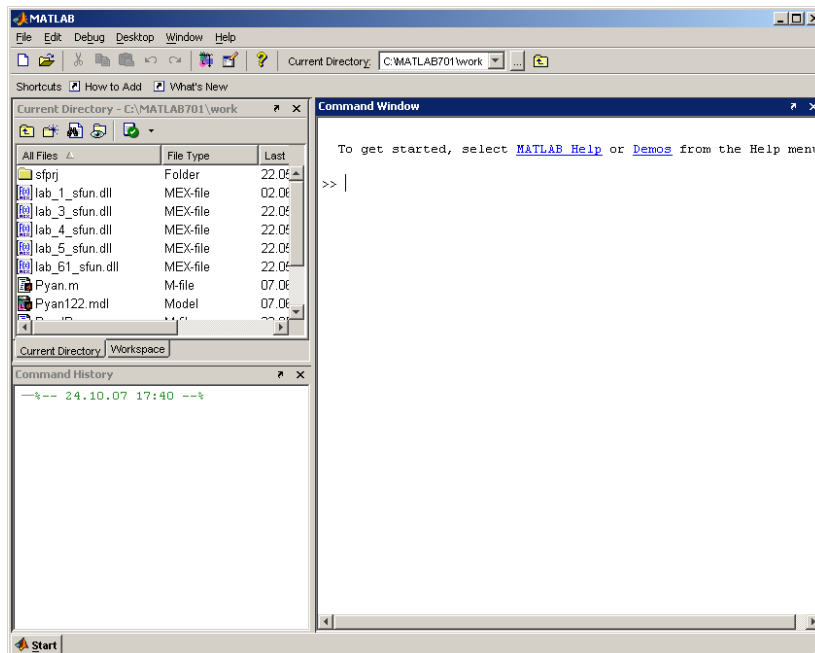 MATLAB
File Edit Debug Desktop Window Help
Current Directory: C:\MATLAB701\work ...
Shortcuts How to Add What's New
Current Directory - C:\MATLAB701\work
All Files File Type Last
sfprj Folder 22.05
lab_1_sfun.dll MEX-file 02.06
lab_3_sfun.dll MEX-file 22.05
lab_4_sfun.dll MEX-file 22.05
lab_5_sfun.dll MEX-file 22.05
lab_61_sfun.dll MEX-file 22.05
Pyan.m M-file 07.06
Pyan122.mdl Model 07.06
Current Directory Workspace
Command History
%-- 24.10.07 17:40 --%
Command Window
To get started, select MATLAB Help or Demos from the Help menu
>>
Start